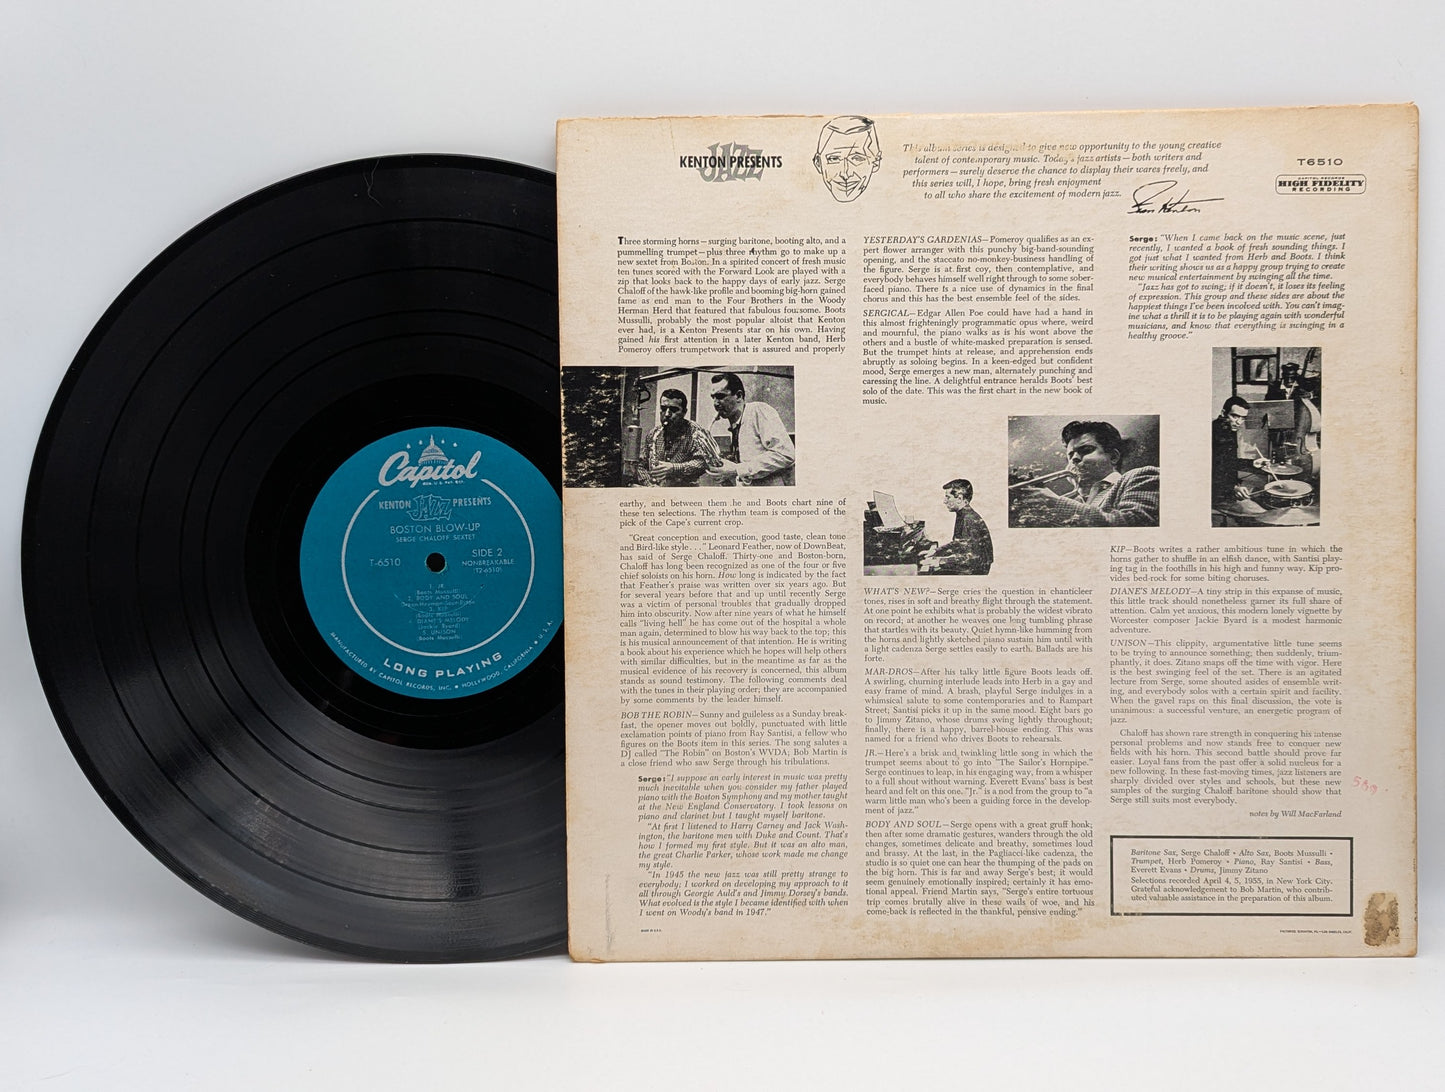 Capitol
KENTON JAZZ PRESENTS
BOSTON BLOW-UP
SERGE CHALOFF SEXTET
T-6510
SIDE 2
NONBREAKABLE
(T2-6510)
1. JR.
(Boots Mussulli)
2. BODY AND SOUL
3. KIP
(Boots Mussulli)
4. DIANE'S MELODY
(Jackie Byard)
5. UNISON
(Boots Mussulli)
LONG PLAYING
MANUFACTURED BY CAPITOL RECORDS, INC. ★ HOLLYWOOD, CALIFORNIA ★ U.S.A.
KENTON PRESENTS
JAZZ
This album series is designed to give new opportunity to the young creative
talent of contemporary music. Today's jazz artists—both writers and
performers—surely deserve the chance to display their wares freely, and
this series will, I hope, bring fresh enjoyment
to all who share the excitement of modern jazz.
Stan Kenton
T6510
CAPITOL RECORDS
HIGH FIDELITY
RECORDING
Three storming horns—surging baritone, booting alto, and a
pummelling trumpet—plus three rhythm go to make up a
new sextet from Boston. In a spirited concert of fresh music
ten tunes scored with the Forward Look are played with a
zip that looks back to the happy days of early jazz. Serge
Chaloff of the hawk-like profile and booming big-horn gained
fame as end man to the Four Brothers in the Woody
Herman Herd that featured that fabulous foursome. Boots
Mussulli, probably the most popular altoist that Kenton
ever had, is a Kenton Presents star on his own. Having
gained his first attention in a later Kenton band, Herb
Pomeroy offers trumpetwork that is assured and properly
earthy, and between them he and Boots chart nine of
these ten selections. The rhythm team is composed of the
pick of the Cape's current crop.
"Great conception and execution, good taste, clean tone
and Bird-like style . . ." Leonard Feather, now of DownBeat,
has said of Serge Chaloff. Thirty-one and Boston-born,
Chaloff has long been recognized as one of the four or five
chief soloists on his horn. How long is indicated by the fact
that Feather's praise was written over six years ago. But
for several years before that and up until recently Serge
was a victim of personal troubles that gradually dropped
him into obscurity. Now after nine years of what he himself
calls "living hell" he has come out of the hospital a whole
man again, determined to blow his way back to the top; this
is his musical announcement of that intention. He is writing
a book about his experience which he hopes will help others
with similar difficulties, but in the meantime as far as the
musical evidence of his recovery is concerned, this album
stands as sound testimony. The following comments deal
with the tunes in their playing order; they are accompanied
by some comments by the leader himself.
BOB THE ROBIN—Sunny and guileless as a Sunday break-
fast, the opener moves out boldly, punctuated with little
exclamation points of piano from Ray Santisi, a fellow who
figures on the Boots item in this series. The song salutes a
DJ called "The Robin" on Boston's WVDA; Bob Martin is
a close friend who saw Serge through his tribulations.
Serge: "I suppose an early interest in music was pretty
much inevitable when you consider my father played
piano with the Boston Symphony and my mother taught
at the New England Conservatory. I took lessons on
piano and clarinet but I taught myself baritone.
"At first I listened to Harry Carney and Jack Wash-
ington, the baritone men with Duke and Count. That's
how I formed my first style. But it was an alto man,
the great Charlie Parker, whose work made me change
my style.
"In 1945 the new jazz was still pretty strange to
everybody; I worked on developing my approach to it
all through Georgie Auld's and Jimmy Dorsey's bands.
What evolved is the style I became identified with when
I went on Woody's band in 1947."
MADE IN U.S.A.
YESTERDAY'S GARDENIAS—Pomeroy qualifies as an ex-
pert flower arranger with this punchy big-band-sounding
opening, and the staccato no-monkey-business handling of
the figure. Serge is at first coy, then contemplative, and
everybody behaves himself well right through to some sober-
faced piano. There is a nice use of dynamics in the final
chorus and this has the best ensemble feel of the sides.
SERGICAL—Edgar Allen Poe could have had a hand in
this almost frighteningly programmatic opus where, weird
and mournful, the piano walks as is his wont above the
others and a bustle of white-masked preparation is sensed.
But the trumpet hints at release, and apprehension ends
abruptly as soloing begins. In a keen-edged but confident
mood, Serge emerges a new man, alternately punching and
caressing the line. A delightful entrance heralds Boots' best
solo of the date. This was the first chart in the new book of
music.
WHAT'S NEW?—Serge cries the question in chanticleer
tones, rises in soft and breathy flight through the statement.
At one point he exhibits what is probably the widest vibrato
on record; at another he weaves one long tumbling phrase
that startles with its beauty. Quiet hymn-like humming from
the horns and lightly sketched piano sustain him until with
a light cadenza Serge settles easily to earth. Ballads are his
forte.
MAR-DROS—After his talky little figure Boots leads off.
A swirling, churning interlude leads into Herb in a gay and
easy frame of mind. A brash, playful Serge indulges in a
whimsical salute to some contemporaries and to Rampart
Street; Santisi picks it up in the same mood. Eight bars go
to Jimmy Zitano, whose drums swing lightly throughout;
finally, there is a happy, barrel-house ending. This was
named for a friend who drives Boots to rehearsals.
JR.—Here's a brisk and twinkling little song in which the
trumpet seems about to go into "The Sailor's Hornpipe."
Serge continues to leap, in his engaging way, from a whisper
to a full shout without warning. Everett Evans' bass is best
heard and felt on this one. "Jr." is a nod from the group to "a
warm little man who's been a guiding force in the develop-
ment of jazz."
BODY AND SOUL—Serge opens with a great gruff honk;
then after some dramatic gestures, wanders through the old
changes, sometimes delicate and breathy, sometimes loud
and brassy. At the last, in the Pagliacci-like cadenza, the
studio is so quiet one can hear the thumping of the pads on
the big horn. This is far and away Serge's best; it would
seem genuinely emotionally inspired; certainly it has emo-
tional appeal. Friend Martin says, "Serge's entire tortuous
trip comes brutally alive in these wails of woe, and his
come-back is reflected in the thankful, pensive ending."
Serge: "When I came back on the music scene, just
recently, I wanted a book of fresh sounding things. I
got just what I wanted from Herb and Boots. I think
their writing shows us as a happy group trying to create
new musical entertainment by swinging all the time.
"Jazz has got to swing; if it doesn't, it loses its feeling
of expression. This group and these sides are about the
happiest things I've been involved with. You can't imag-
ine what a thrill it is to be playing again with wonderful
musicians, and know that everything is swinging in a
healthy groove."
KIP—Boots writes a rather ambitious tune in which the
horns gather to shuffle in an elfish dance, with Santisi play-
ing tag in the foothills in his high and funny way. Kip pro-
vides bed-rock for some biting choruses.
DIANE'S MELODY—A tiny strip in this expanse of music,
this little track should nonetheless garner its full share of
attention. Calm yet anxious, this modern lonely vignette by
Worcester composer Jackie Byard is a modest harmonic
adventure.
UNISON—This clippity, argumentative little tune seems
to be trying to announce something; then suddenly, trium-
phantly, it does. Zitano snaps off the time with vigor. Here
is the best swinging feel of the set. There is an agitated
lecture from Serge, some shouted asides of ensemble writ-
ing, and everybody solos with a certain spirit and facility.
When the gavel raps on this final discussion, the vote is
unanimous: a successful venture, an energetic program of
jazz.
Chaloff has shown rare strength in conquering his intense
personal problems and now stands free to conquer new
fields with his horn. This second battle should prove far
easier. Loyal fans from the past offer a solid nucleus for a
new following. In these fast-moving times, jazz listeners are
sharply divided over styles and schools, but these new
samples of the surging Chaloff baritone should show that
Serge still suits most everybody.
notes by Will MacFarland
Baritone Sax, Serge Chaloff • Alto Sax, Boots Mussulli •
Trumpet, Herb Pomeroy • Piano, Ray Santisi • Bass,
Everett Evans • Drums, Jimmy Zitano
Selections recorded April 4, 5, 1955, in New York City.
Grateful acknowledgement to Bob Martin, who contrib-
uted valuable assistance in the preparation of this album.